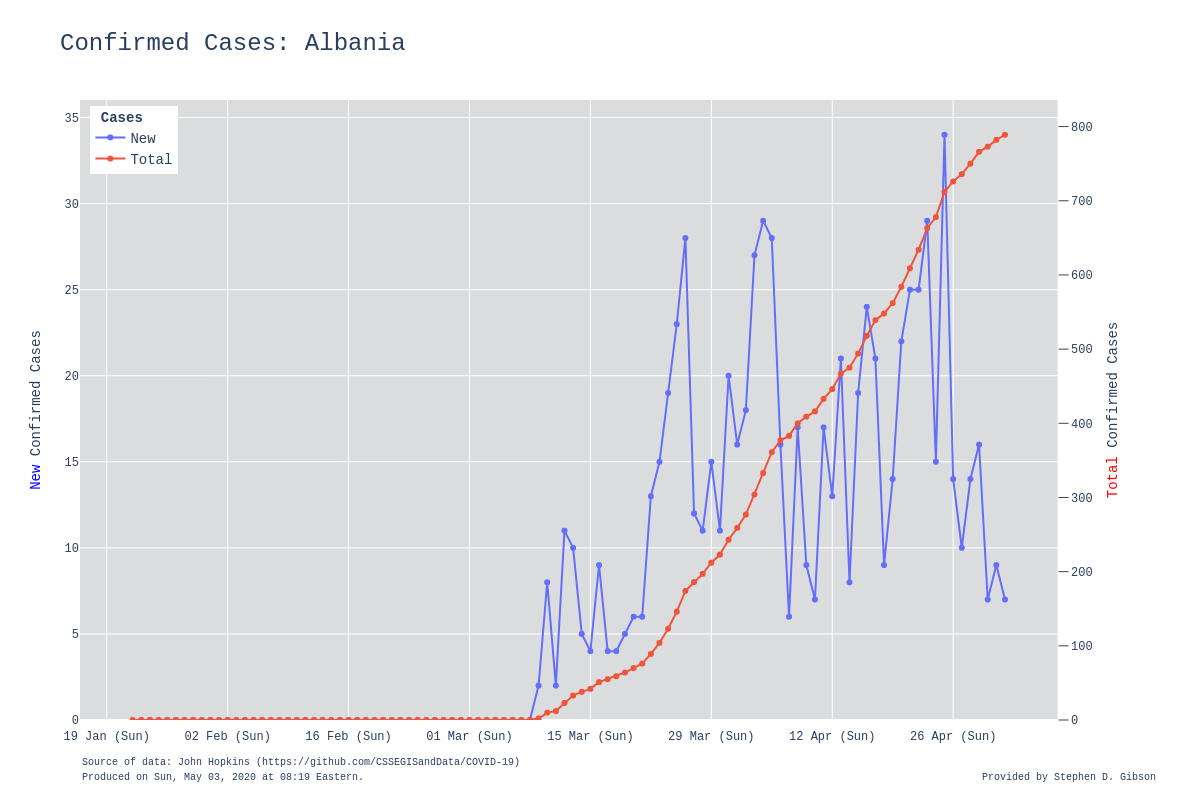 Confirmed Cases: Albania
Cases
New
Total
35
30
25
20
15
10
5
0
800
700
600
500
400
300
200
100
0
New Confirmed Cases
Total Confirmed Cases
19 Jan (Sun) 02 Feb (Sun) 16 Feb (Sun) 01 Mar (Sun) 15 Mar (Sun) 29 Mar (Sun) 12 Apr (Sun) 26 Apr (Sun)
Source of data: John Hopkins (https://github.com/CSSEGISandData/COVID-19)
Produced on Sun, May 03, 2020 at 08:19 Eastern.
Provided by Stephen D. Gibson